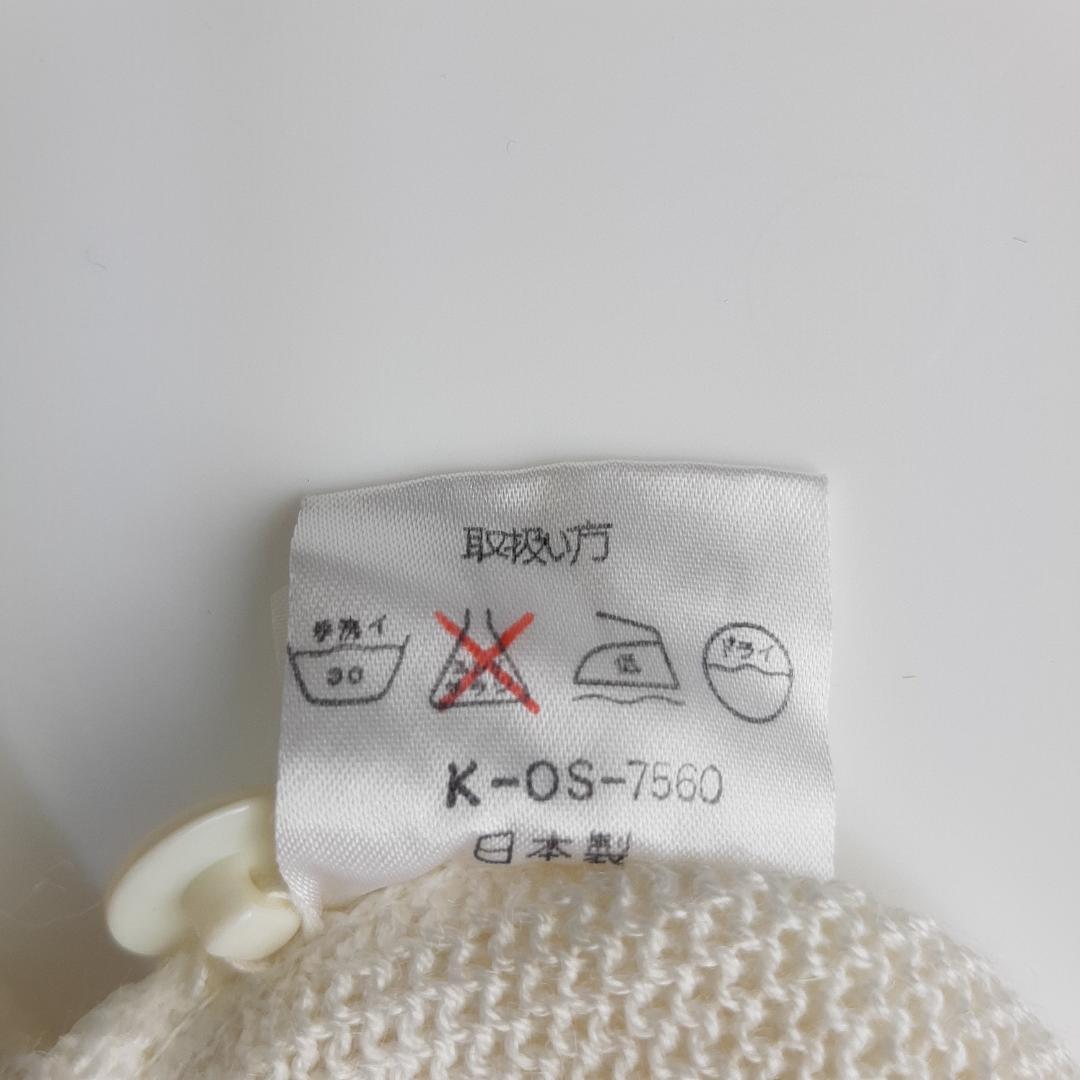 取扱い方
手洗イ
30
低
ドライ
K-OS-7560
日本製